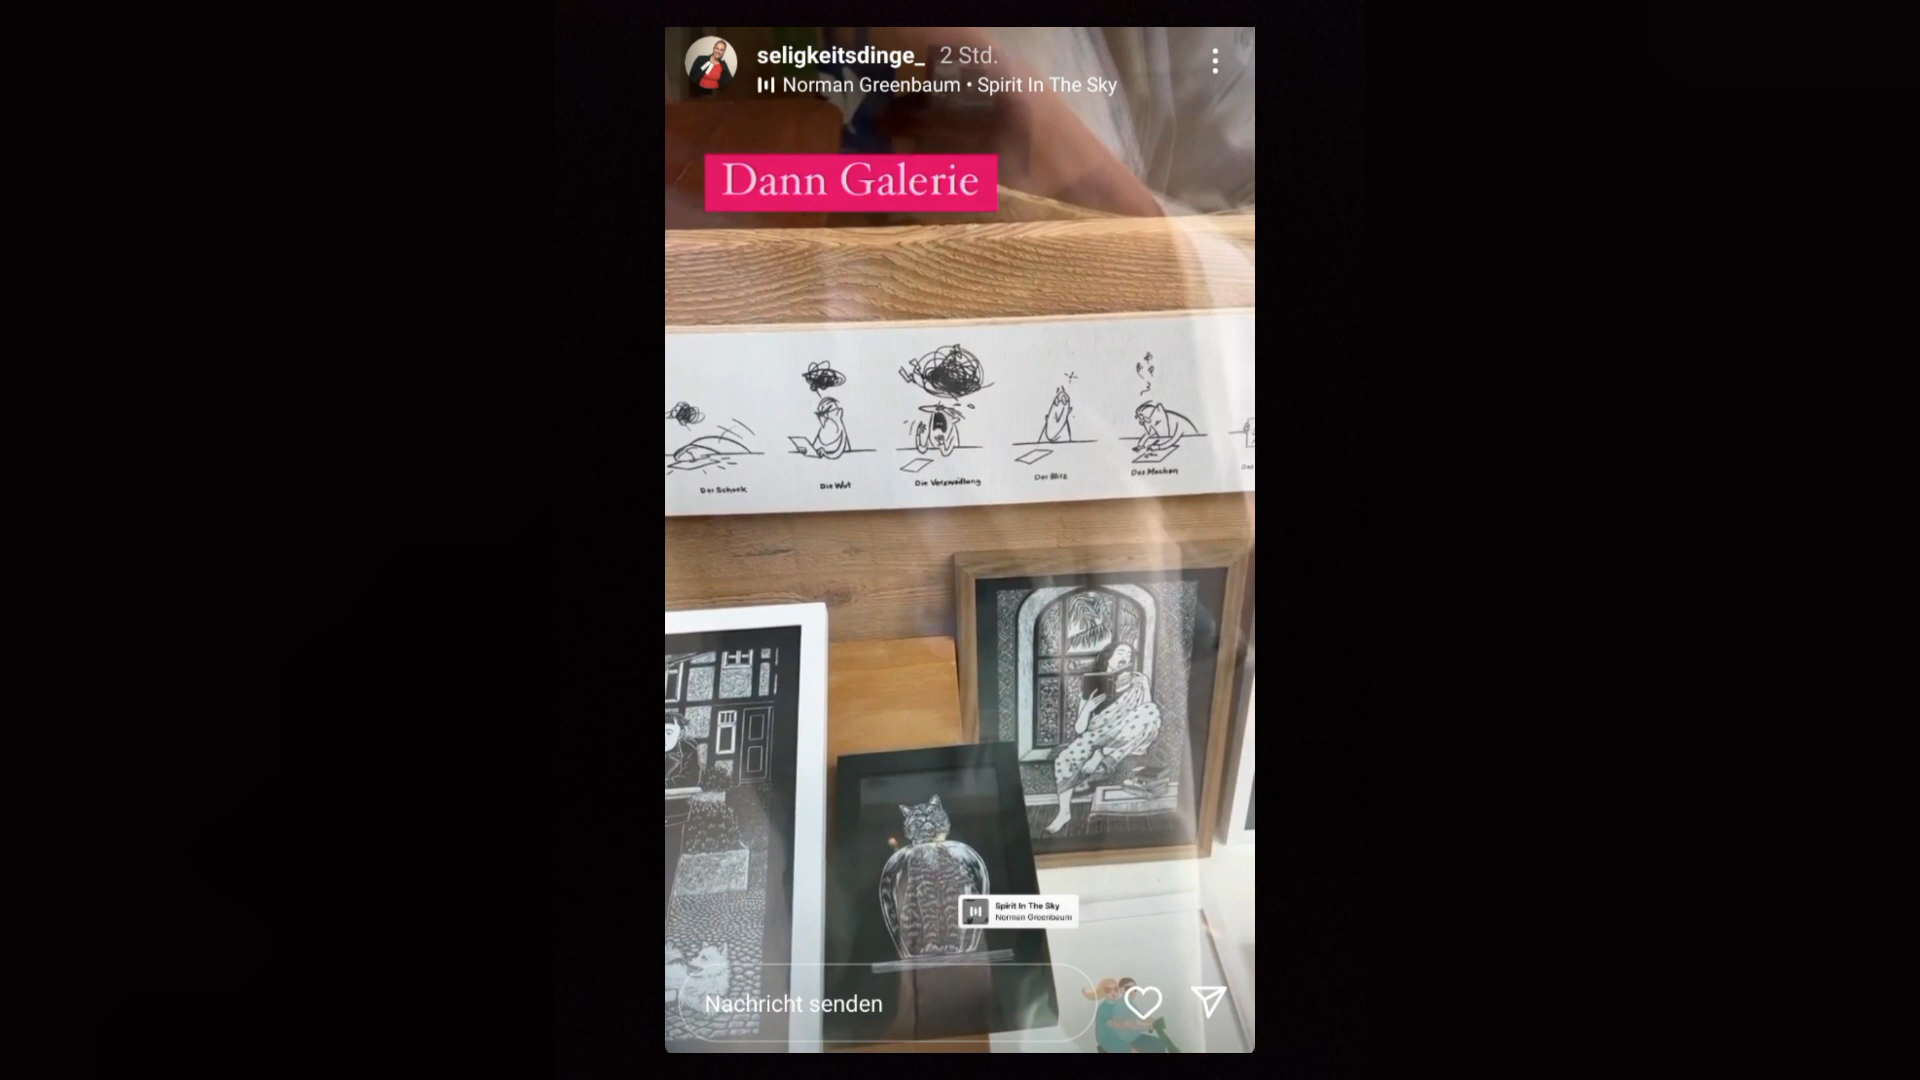 seligkeitsdinge_ 2 Std.
Norman Greenbaum • Spirit In The Sky
Dann Galerie
Der Schock
Die Wut
Die Verzweiflung
Der Blitz
Das Machen
Spirit In The Sky
Norman Greenbaum
Nachricht senden